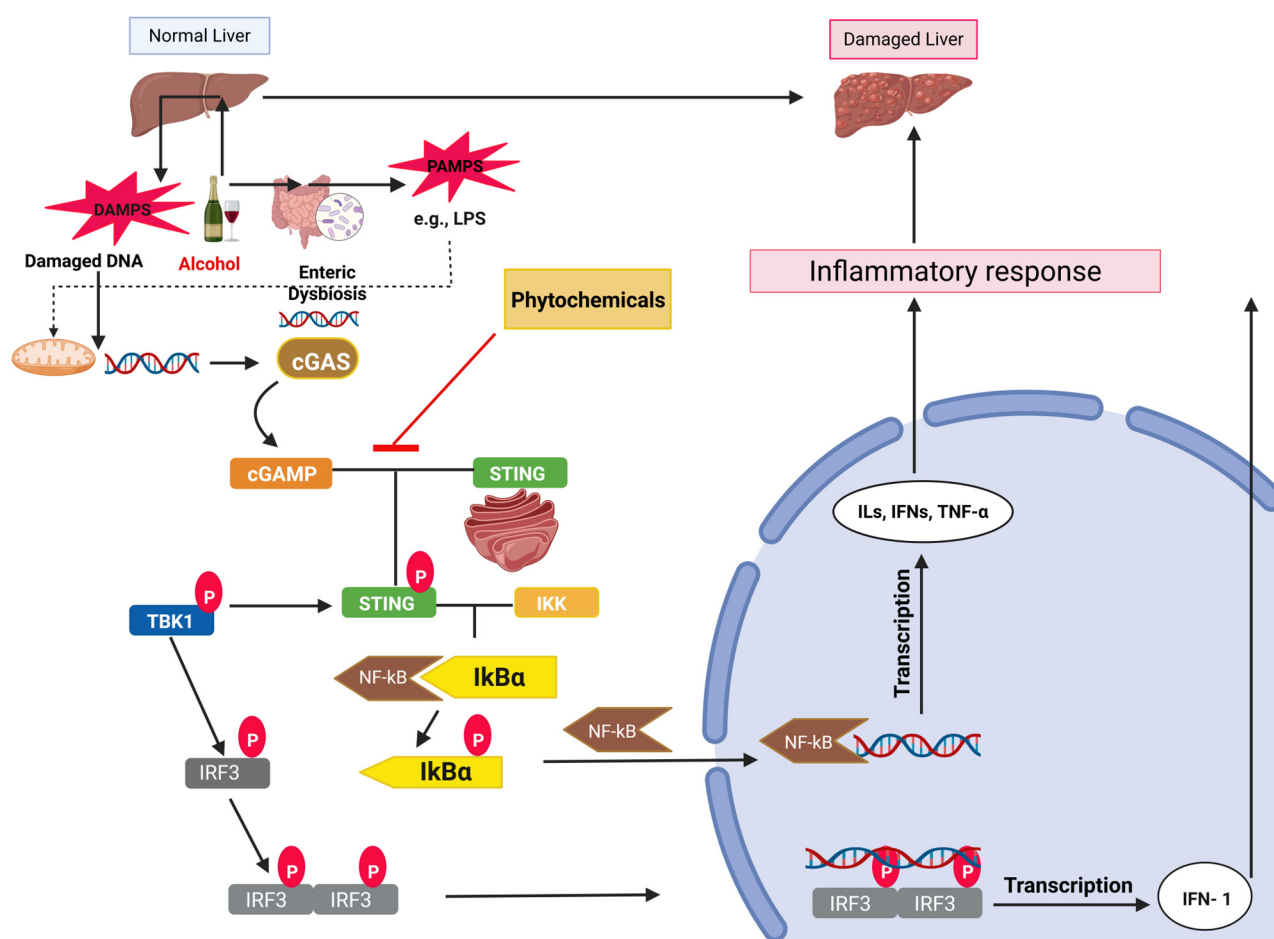 Normal Liver
Damaged Liver
PAMPS
e.g., LPS
DAMPS
Damaged DNA
Alcohol
Enteric
Dysbiosis
Inflammatory response
Phytochemicals
cGAS
cGAMP
STING
ILs, IFNs, TNF-α
P
STING
IKK
P
TBK1
Transcription
NF-kB
IkBα
P
IkBα
NF-kB
NF-kB
P
IRF3
P
P
IRF3
IRF3
P
P
IRF3
IRF3
Transcription
IFN- 1